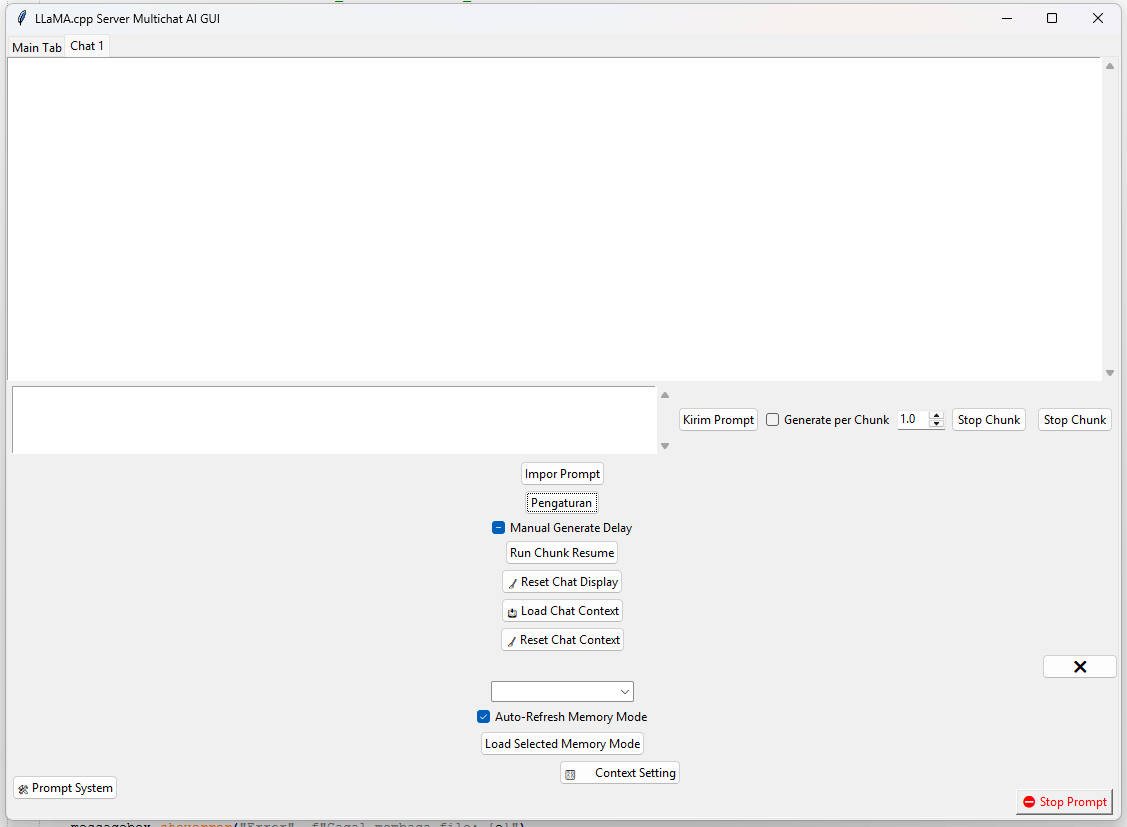 LLaMA.cpp Server Multichat AI GUI
Main Tab Chat 1
Kirim Prompt Generate per Chunk 1.0 Stop Chunk Stop Chunk
Impor Prompt
Pengaturan
Manual Generate Delay
Run Chunk Resume
Reset Chat Display
Load Chat Context
Reset Chat Context
Auto-Refresh Memory Mode
Load Selected Memory Mode
Context Setting
Prompt System
Stop Prompt